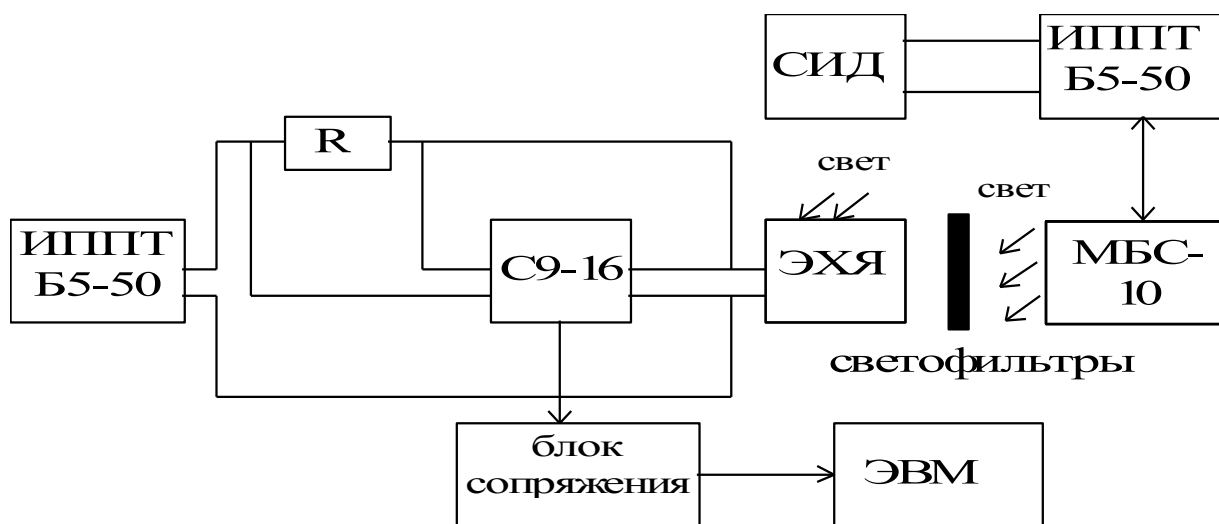 СИД
ИППТ
Б5-50
R
свет
свет
ИППТ
Б5-50
С9-16
ЭХЯ
МБС-
10
светофильтры
блок
сопряжения
ЭВМ